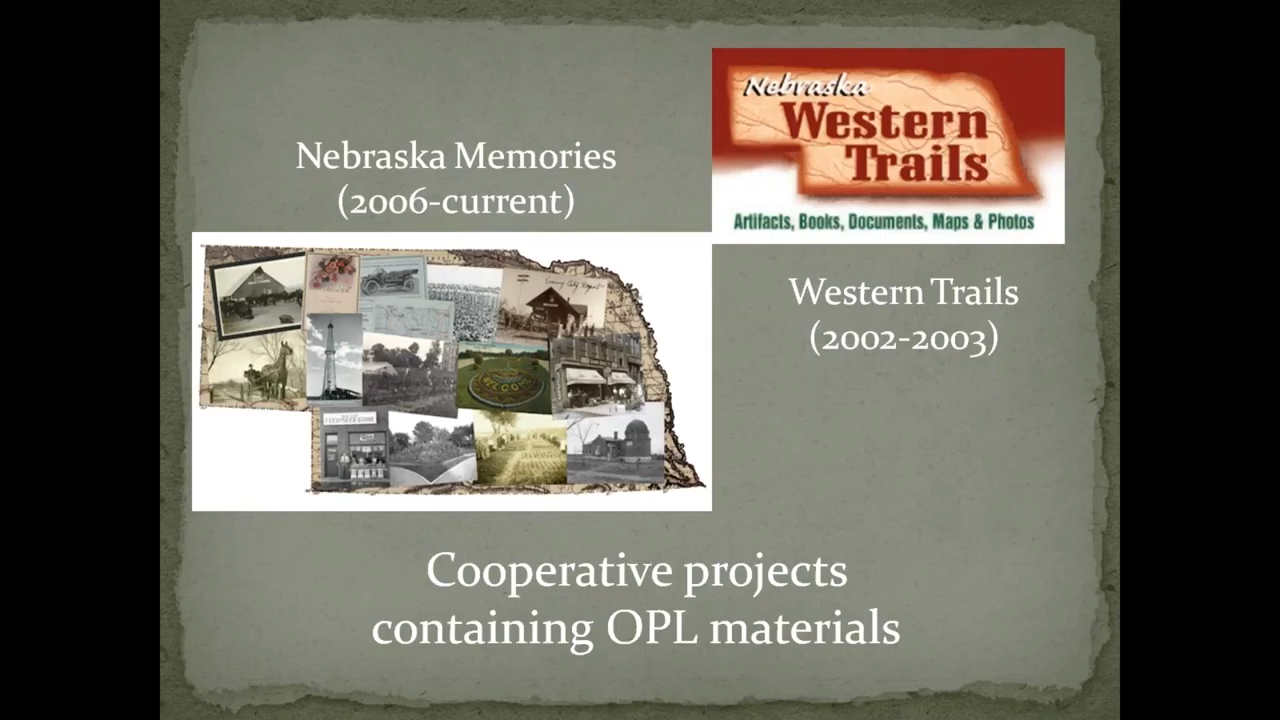 Nebraska Memories
(2006-current)
Nebraska
Western
Trails
Artifacts, Books, Documents, Maps & Photos
Western Trails
(2002-2003)
WELCOME
Cooperative projects
containing OPL materials